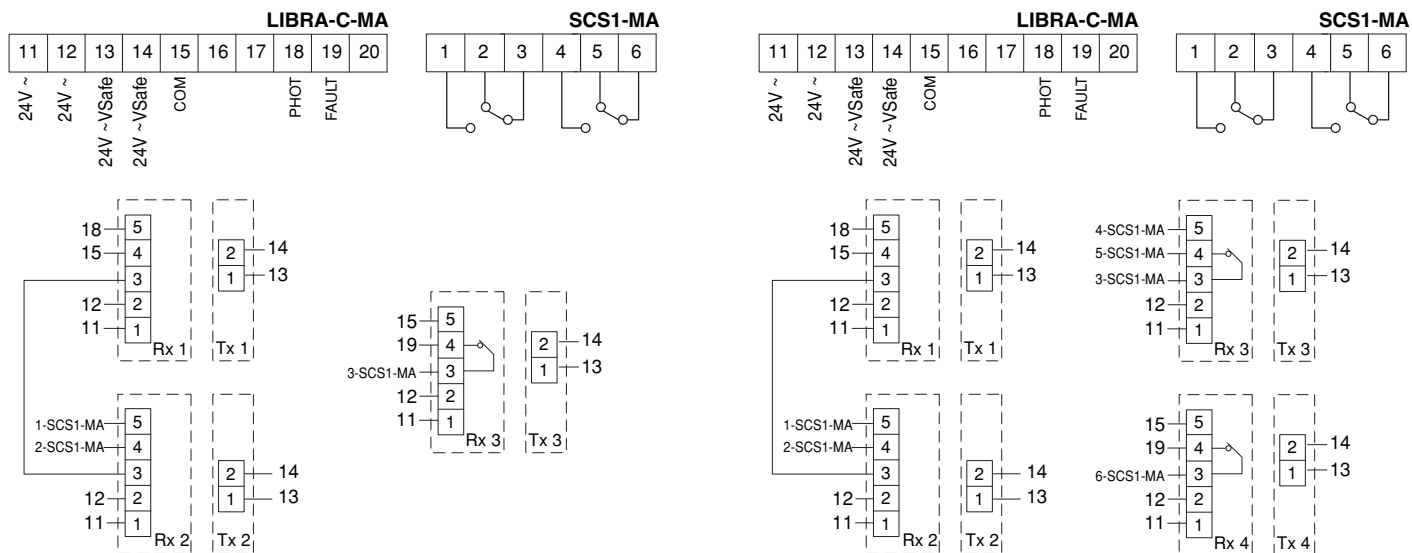 LIBRA-C-MA
11 12 13 14 15 16 17 18 19 20
24V ~
24V ~
24V ~ VSafe
24V ~ VSafe
COM
PHOT
FAULT
SCS1-MA
1 2 3 4 5 6
18 5
15 4
3
12 2
11 1
Rx 1
2 14
1 13
Tx 1
1-SCS1-MA 5
2-SCS1-MA 4
3
12 2
11 1
Rx 2
2 14
1 13
Tx 2
15 5
19 4
3-SCS1-MA 3
12 2
11 1
Rx 3
2 14
1 13
Tx 3
LIBRA-C-MA
11 12 13 14 15 16 17 18 19 20
24V ~
24V ~
24V ~ VSafe
24V ~ VSafe
COM
PHOT
FAULT
SCS1-MA
1 2 3 4 5 6
18 5
15 4
3
12 2
11 1
Rx 1
2 14
1 13
Tx 1
1-SCS1-MA 5
2-SCS1-MA 4
3
12 2
11 1
Rx 2
2 14
1 13
Tx 2
4-SCS1-MA 5
5-SCS1-MA 4
3-SCS1-MA 3
12 2
11 1
Rx 3
2 14
1 13
Tx 3
15 5
19 4
6-SCS1-MA 3
12 2
11 1
Rx 4
2 14
1 13
Tx 4